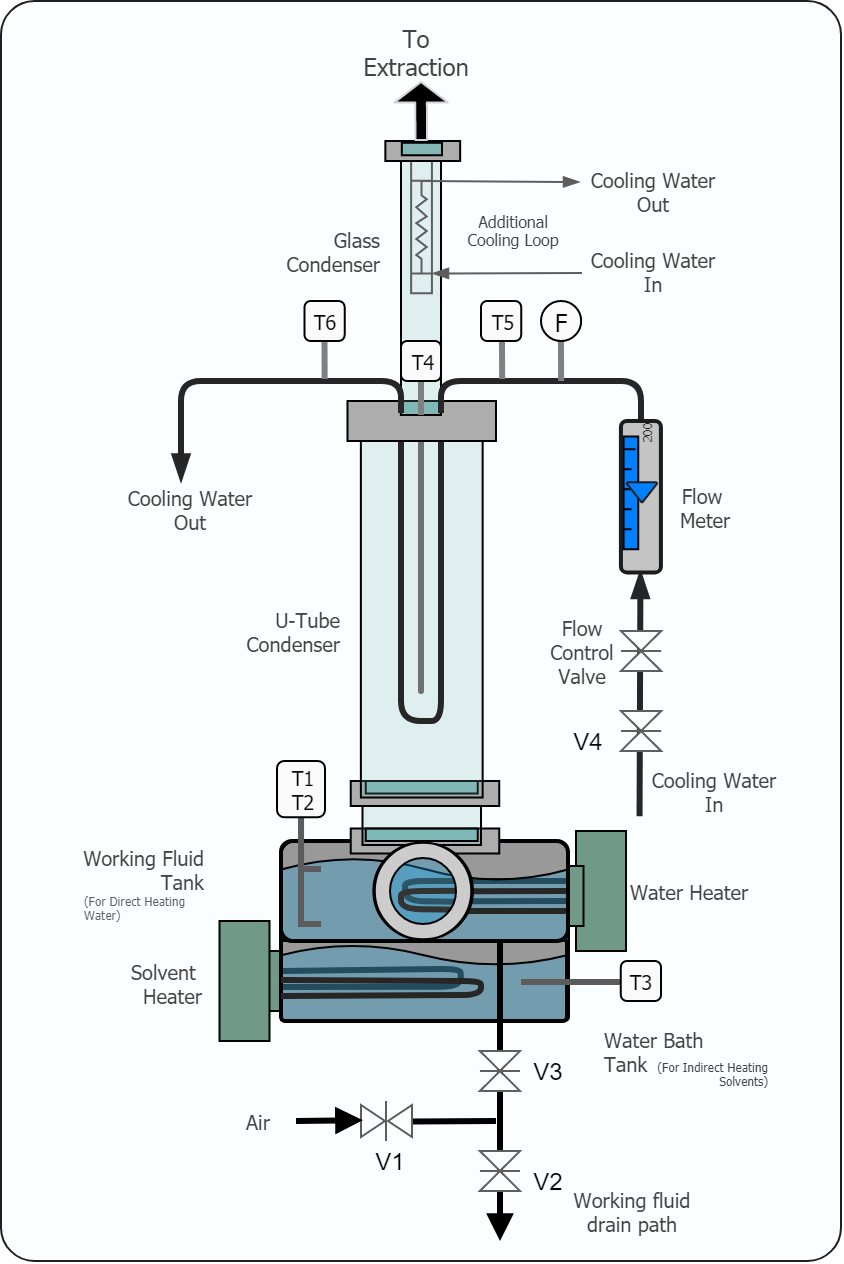 To
Extraction
Cooling Water
Out
Additional
Cooling Loop
Glass
Condenser
Cooling Water
In
T6
T5
F
T4
200
Cooling Water
Out
Flow
Meter
U-Tube
Condenser
Flow
Control
Valve
V4
T1
T2
Cooling Water
In
Working Fluid
Tank
(For Direct Heating
Water)
Water Heater
Solvent
Heater
T3
Water Bath
Tank (For Indirect Heating
Solvents)
V3
Air
V1
V2
Working fluid
drain path